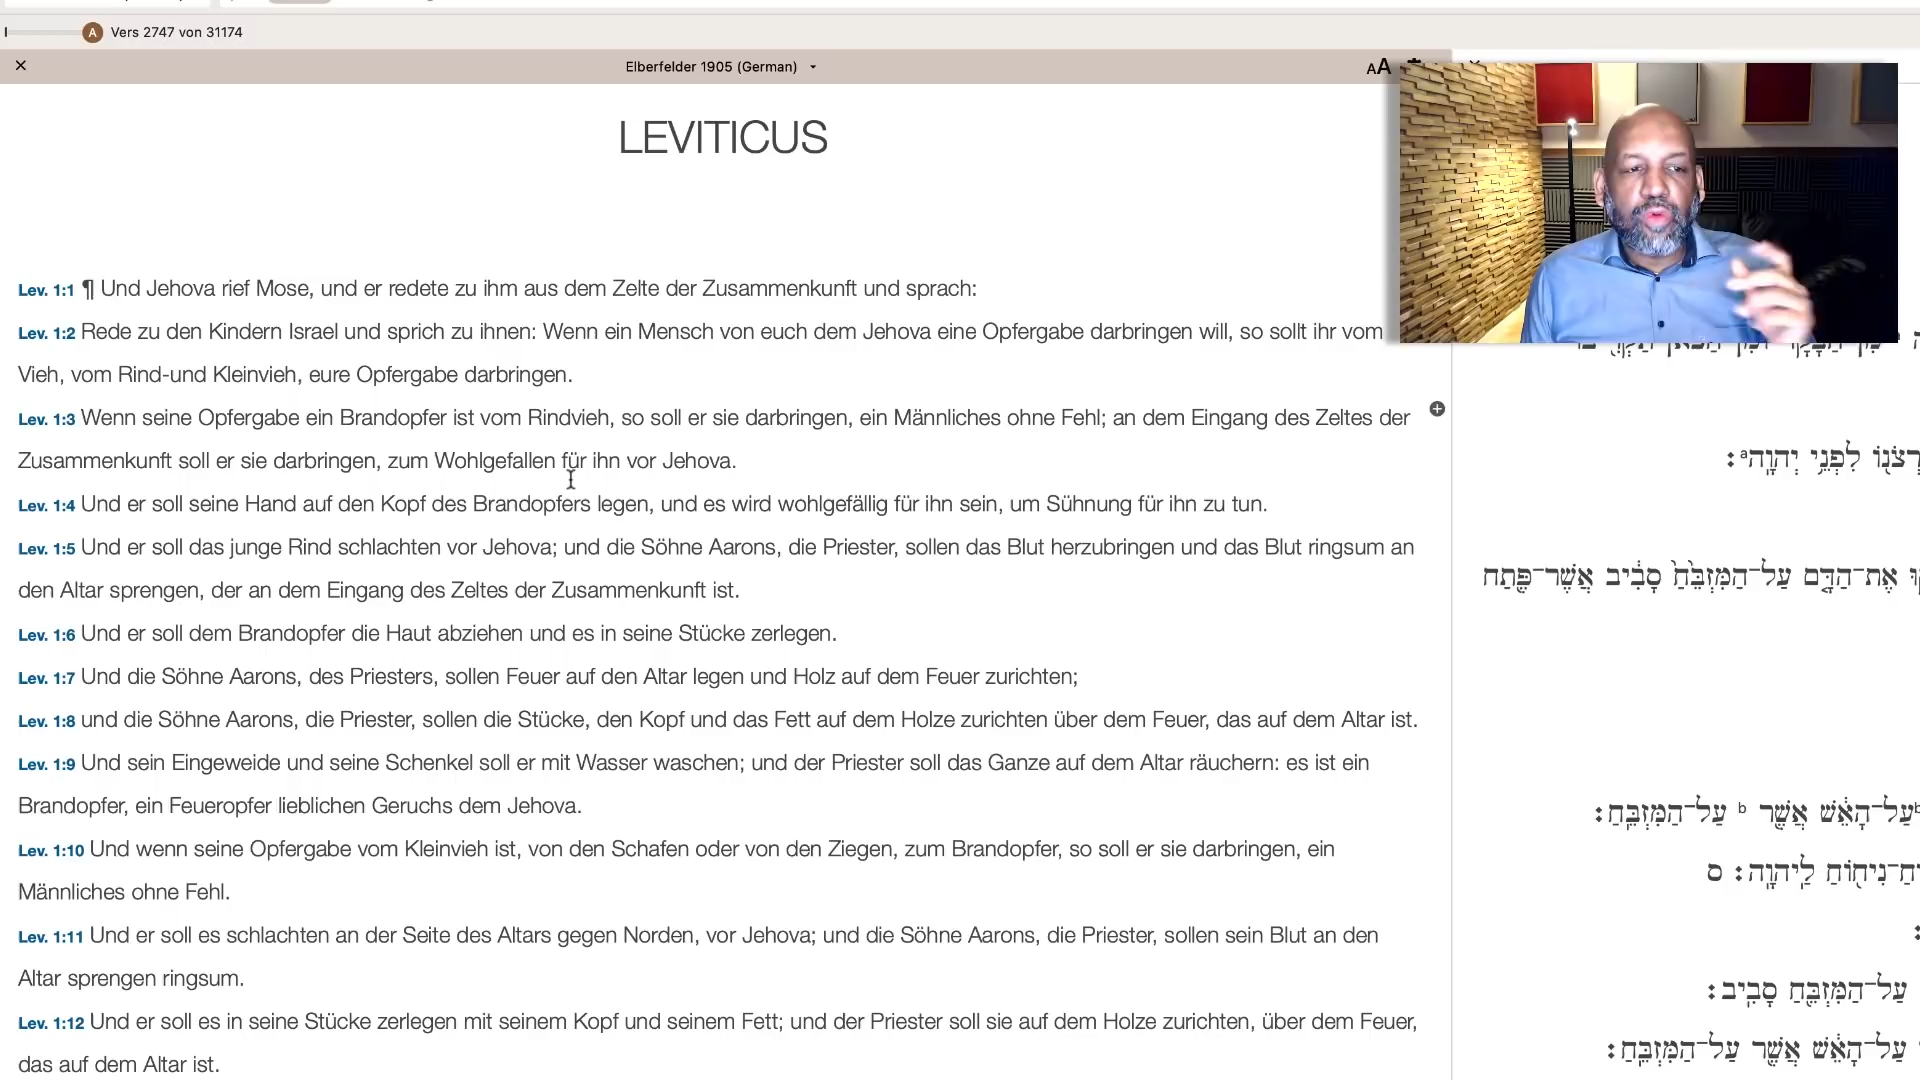 A Vers 2747 von 31174
Elberfelder 1905 (German)
AA
LEVITICUS
Lev. 1:1 ¶ Und Jehova rief Mose, und er redete zu ihm aus dem Zelte der Zusammenkunft und sprach:
Lev. 1:2 Rede zu den Kindern Israel und sprich zu ihnen: Wenn ein Mensch von euch dem Jehova eine Opfergabe darbringen will, so sollt ihr vom
Vieh, vom Rind-und Kleinvieh, eure Opfergabe darbringen.
Lev. 1:3 Wenn seine Opfergabe ein Brandopfer ist vom Rindvieh, so soll er sie darbringen, ein Männliches ohne Fehl; an dem Eingang des Zeltes der
Zusammenkunft soll er sie darbringen, zum Wohlgefallen für ihn vor Jehova.
Lev. 1:4 Und er soll seine Hand auf den Kopf des Brandopfers legen, und es wird wohlgefällig für ihn sein, um Sühnung für ihn zu tun.
Lev. 1:5 Und er soll das junge Rind schlachten vor Jehova; und die Söhne Aarons, die Priester, sollen das Blut herzubringen und das Blut ringsum an
den Altar sprengen, der an dem Eingang des Zeltes der Zusammenkunft ist.
Lev. 1:6 Und er soll dem Brandopfer die Haut abziehen und es in seine Stücke zerlegen.
Lev. 1:7 Und die Söhne Aarons, des Priesters, sollen Feuer auf den Altar legen und Holz auf dem Feuer zurichten;
Lev. 1:8 und die Söhne Aarons, die Priester, sollen die Stücke, den Kopf und das Fett auf dem Holze zurichten über dem Feuer, das auf dem Altar ist.
Lev. 1:9 Und sein Eingeweide und seine Schenkel soll er mit Wasser waschen; und der Priester soll das Ganze auf dem Altar räuchern: es ist ein
Brandopfer, ein Feueropfer lieblichen Geruchs dem Jehova.
Lev. 1:10 Und wenn seine Opfergabe vom Kleinvieh ist, von den Schafen oder von den Ziegen, zum Brandopfer, so soll er sie darbringen, ein
Männliches ohne Fehl.
Lev. 1:11 Und er soll es schlachten an der Seite des Altars gegen Norden, vor Jehova; und die Söhne Aarons, die Priester, sollen sein Blut an den
Altar sprengen ringsum.
Lev. 1:12 Und er soll es in seine Stücke zerlegen mit seinem Kopf und seinem Fett; und der Priester soll sie auf dem Holze zurichten, über dem Feuer,
das auf dem Altar ist.
לִפְנֵ֥י יְהוָֽה׃ᵃ
אֶת־הַדָּ֨ם עַל־הַמִּזְבֵּ֙חַ֙ סָבִ֔יב אֲשֶׁר־פֶּ֖תַח
עַל־הָאֵ֔שׁ אֲשֶׁ֖ר ᵇ עַל־הַמִּזְבֵּֽחַ׃
נִיח֖וֹחַ לַֽיהוָֽה׃ ס
עַל־הַמִּזְבֵּ֖חַ סָבִֽיב׃
עַל־הָאֵ֔שׁ אֲשֶׁ֖ר עַל־הַמִּזְבֵּֽחַ׃